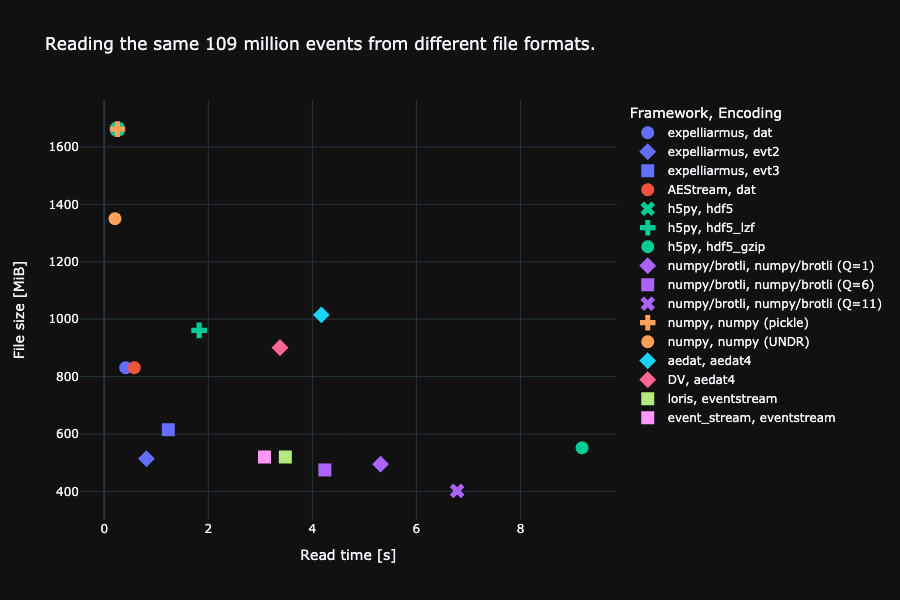 Reading the same 109 million events from different file formats.
Framework, Encoding
expelliarmus, dat
expelliarmus, evt2
expelliarmus, evt3
AEStream, dat
h5py, hdf5
h5py, hdf5_lzf
h5py, hdf5_gzip
numpy/brotli, numpy/brotli (Q=1)
numpy/brotli, numpy/brotli (Q=6)
numpy/brotli, numpy/brotli (Q=11)
numpy, numpy (pickle)
numpy, numpy (UNDR)
aedat, aedat4
DV, aedat4
loris, eventstream
event_stream, eventstream
File size [MiB]
1600
1400
1200
1000
800
600
400
0 2 4 6 8
Read time [s]